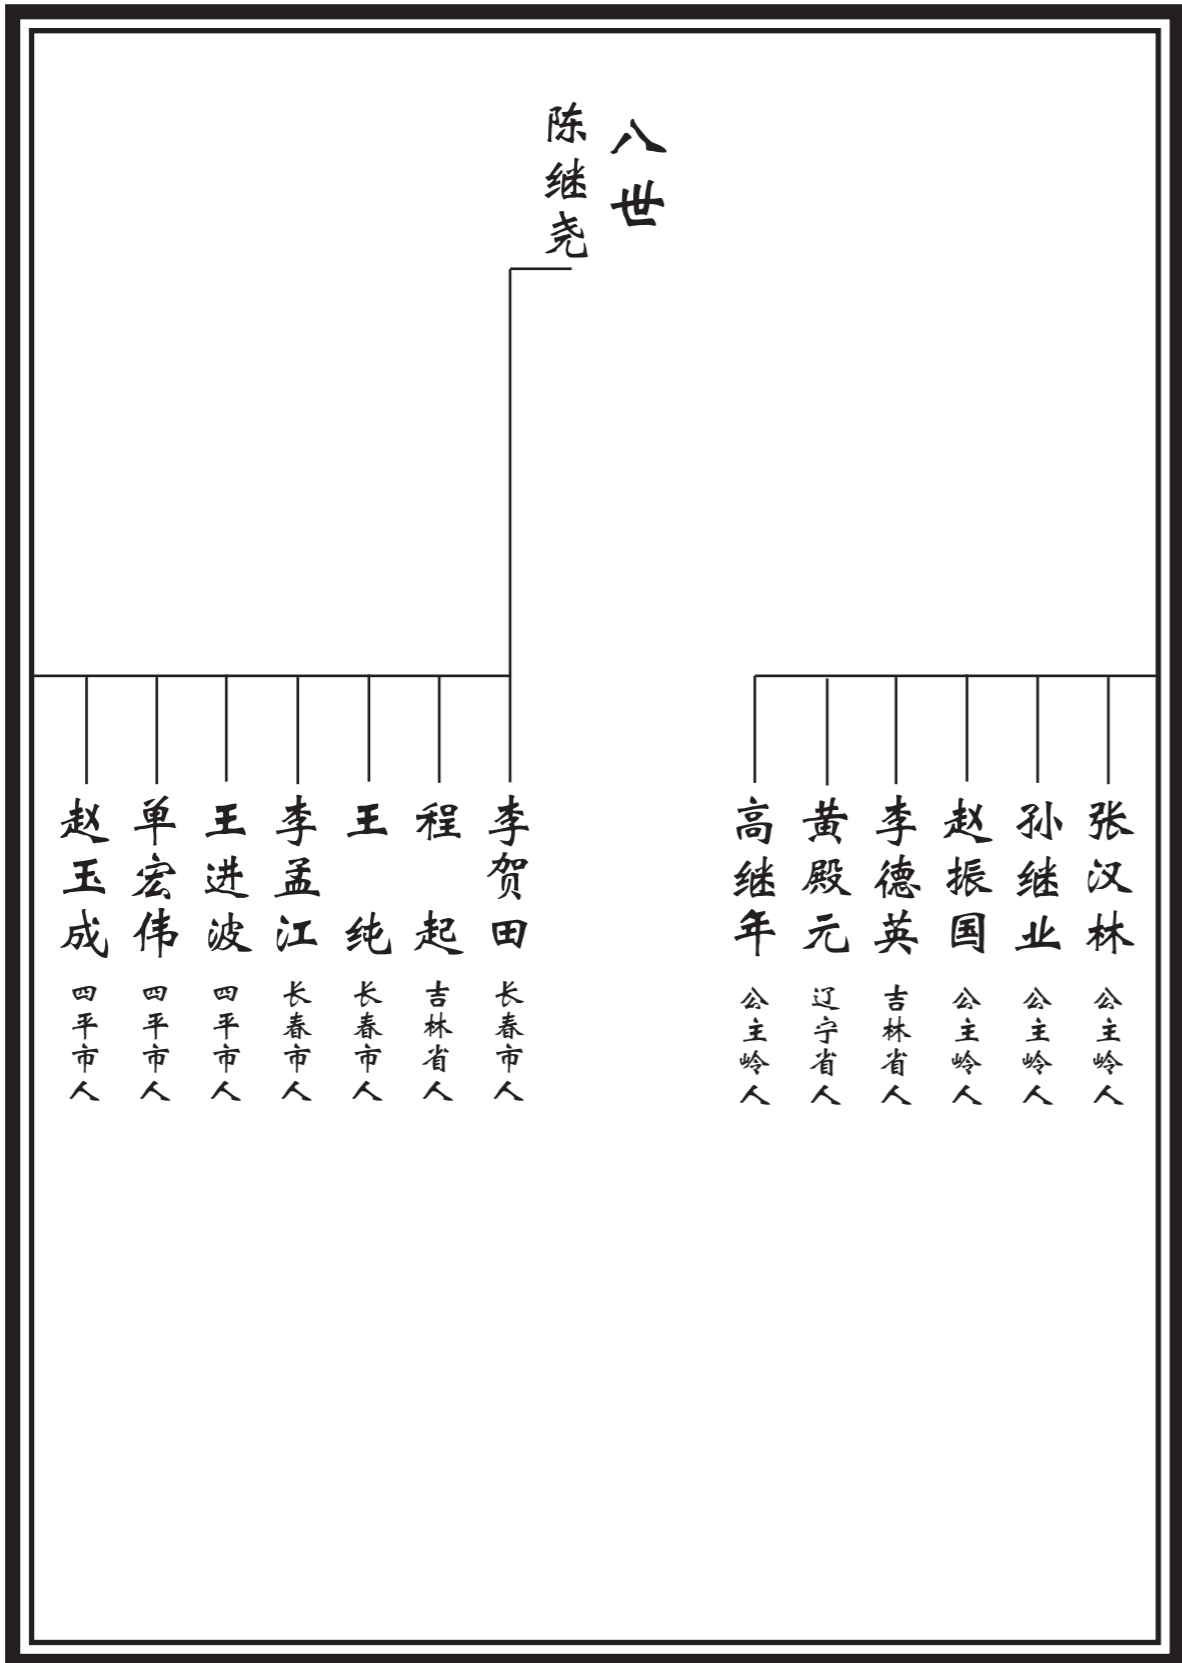 八世
陈继尧
张汉林 公主岭人
孙继业 公主岭人
赵振国 公主岭人
李德英 吉林省人
黄殿元 辽宁省人
高继年 公主岭人
李贺田 长春市人
程起 吉林省人
王纯 长春市人
李孟江 长春市人
王进波 四平市人
单宏伟 四平市人
赵玉成 四平市人